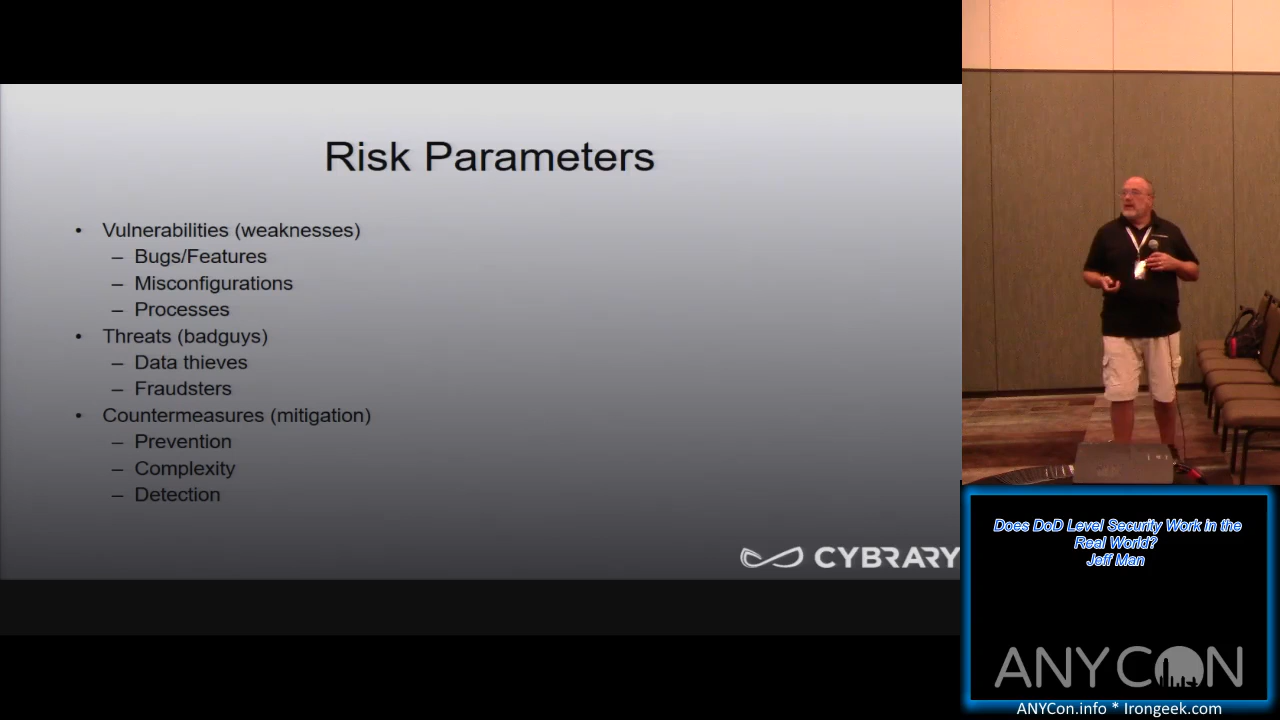 Risk Parameters
• Vulnerabilities (weaknesses)
– Bugs/Features
– Misconfigurations
– Processes
• Threats (badguys)
– Data thieves
– Fraudsters
• Countermeasures (mitigation)
– Prevention
– Complexity
– Detection
CYBRARY
Does DoD Level Security Work in the
Real World?
Jeff Man
ANYCON
ANYCon.info * Irongeek.com